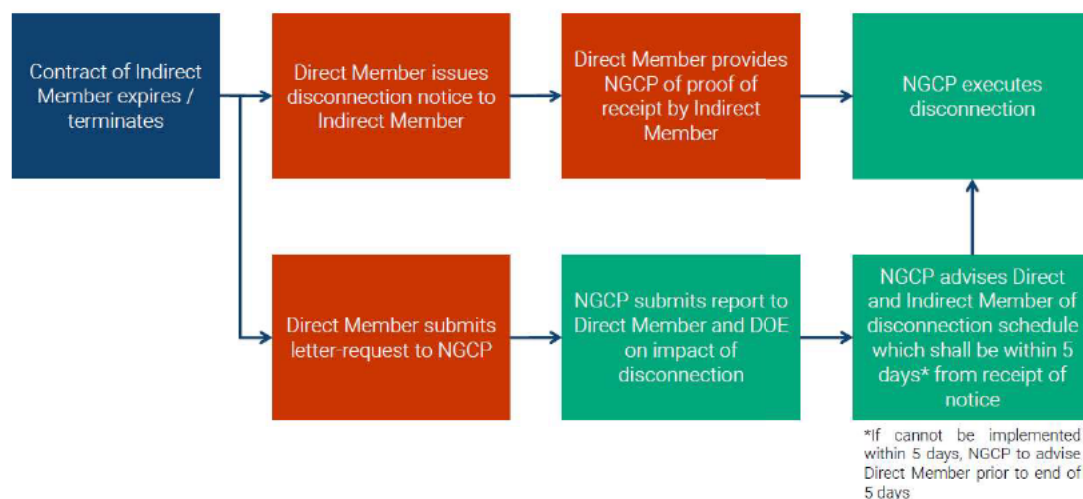 Contract of Indirect
Member expires /
terminates
Direct Member issues
disconnection notice to
Indirect Member
Direct Member provides
NGCP of proof of
receipt by Indirect
Member
NGCP executes
disconnection
Direct Member submits
letter-request to NGCP
NGCP submits report to
Direct Member and DOE
on impact of
disconnection
NGCP advises Direct
and Indirect Member of
disconnection schedule
which shall be within 5
days* from receipt of
notice
*If cannot be implemented
within 5 days, NGCP to advise
Direct Member prior to end of
5 days